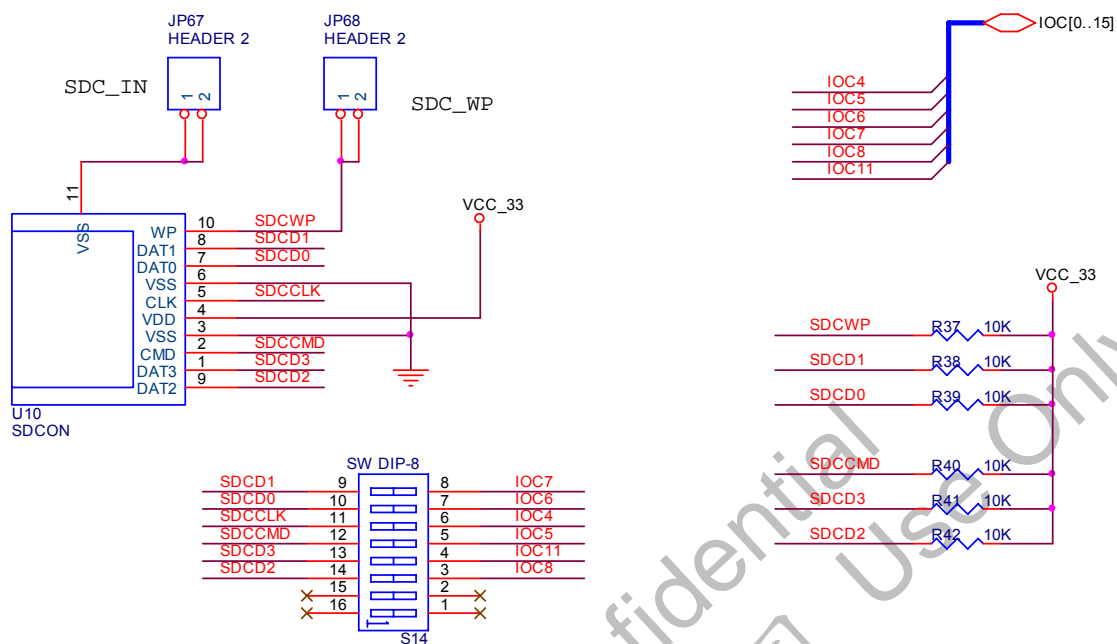 JP67
HEADER 2
JP68
HEADER 2
SDC_IN
1
2
1
2
SDC_WP
IOC[0..15]
IOC4
IOC5
IOC6
IOC7
IOC8
IOC11
11
VSS
VCC_33
WP 10 SDCWP
DAT1 8 SDCD1
DAT0 7 SDCD0
VSS 6
CLK 5 SDCCLK
VDD 4
VSS 3
CMD 2 SDCCMD
DAT3 1 SDCD3
DAT2 9 SDCD2
U10
SDCON
VCC_33
SDCWP R37 10K
SDCD1 R38 10K
SDCD0 R39 10K
SDCCMD R40 10K
SDCD3 R41 10K
SDCD2 R42 10K
SW DIP-8
SDCD1 9 8 IOC7
SDCD0 10 7 IOC6
SDCCLK 11 6 IOC4
SDCCMD 12 5 IOC5
SDCD3 13 4 IOC11
SDCD2 14 3 IOC8
15 2
16 1
S14
fidential
Use Only